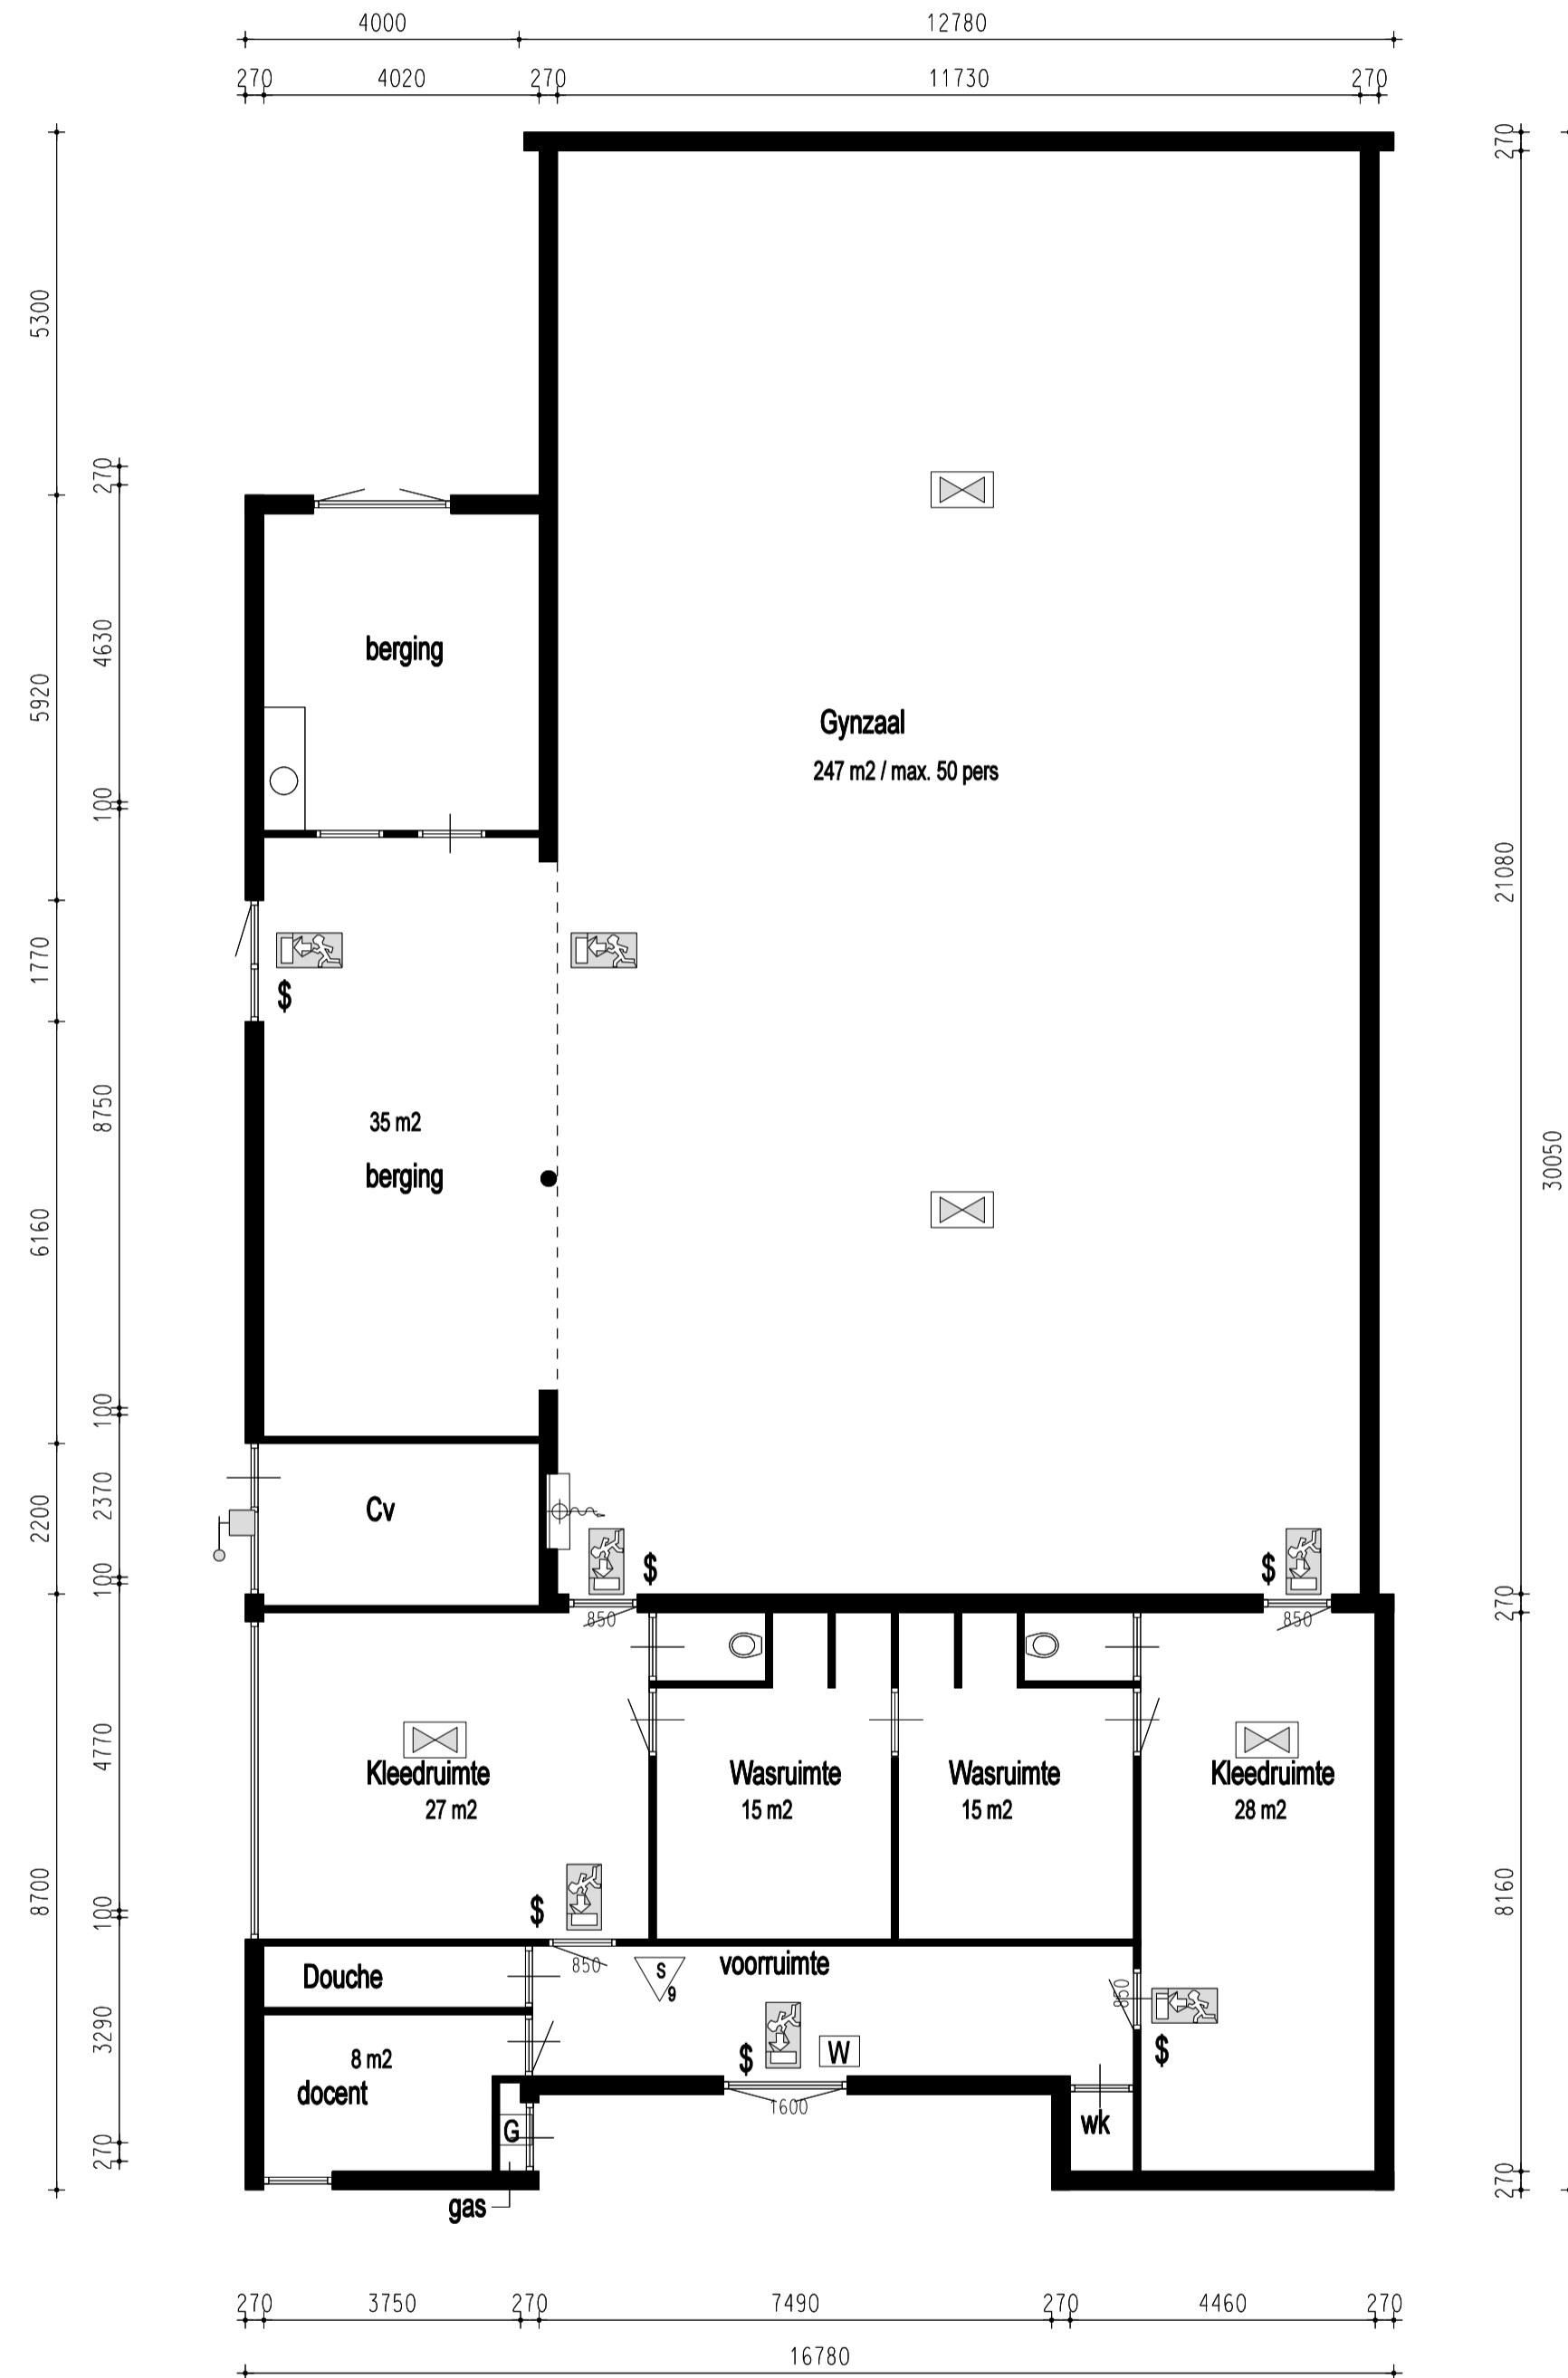 4000 12780
270 4020 270 11730 270
5300
270
270
berging
4630
5920
Gynzaal
247 m2 / max. 50 pers
100
21080
1770
$
8750
35 m2
berging
30050
6160
100
Cv
2370
2200
$
$
100
850
850
270
4770
Kleedruimte
27 m2
Wasruimte
15 m2
Wasruimte
15 m2
Kleedruimte
28 m2
8700
8160
100
$
850
voorruimte
S
9
Douche
850
3290
8 m2
docent
$
W
$
1600
G
wk
270
270
gas
270 3750 270 7490 270 4460 270
16780